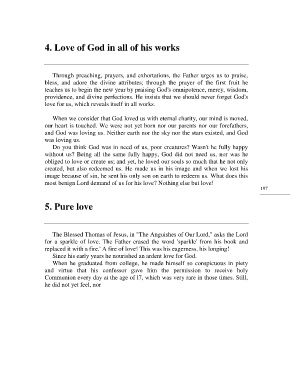 4. Love of God in all of his works
Through preaching, prayers, and exhortations, the Father urges us to praise,
bless, and adore the divine attributes; through the prayer of the first fruit he
teaches us to begin the new year by praising God's omnipotence, mercy, wisdom,
providence, and divine perfections. He insists that we should never forget God's
love for us, which reveals itself in all works.
When we consider that God loved us with eternal charity, our mind is moved,
our heart is touched. We were not yet born nor our parents nor our forefathers,
and God was loving us. Neither earth nor the sky nor the stars existed, and God
was loving us.
Do you think God was in need of us, poor creatures? Wasn't he fully happy
without us? Being all the same fully happy, God did not need us, nor was he
obliged to love or create us; and yet, he loved our souls so much that he not only
created, but also redeemed us. He made us in his image and when we lost his
image because of sin, he sent his only son on earth to redeem us. What does this
most benign Lord demand of us for his love? Nothing else but love!
197
5. Pure love
The Blessed Thomas of Jesus, in "The Anguishes of Our Lord," asks the Lord
for a sparkle of love. The Father erased the word 'sparkle' from his book and
replaced it with a fire.' A fire of love! This was his eagerness, his longing!
Since his early years he nourished an ardent love for God.
When he graduated from college, he made himself so conspicuous in piety
and virtue that his confessor gave him the permission to receive holy
Communion every day at the age of l7, which was very rare in those times. Still,
he did not yet feel, nor